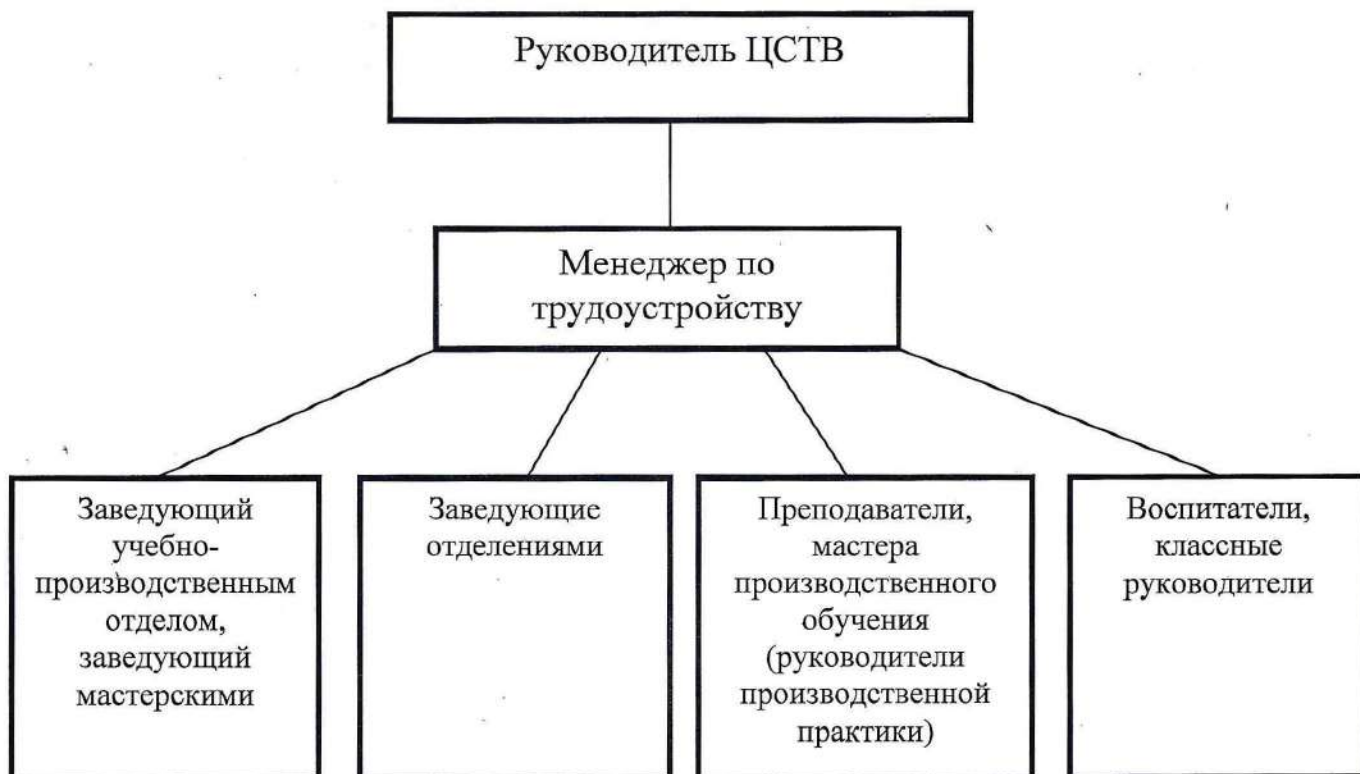 Руководитель ЦСТВ
Менеджер по
трудоустройству
Заведующий
учебно-
производственным
отделом,
заведующий
мастерскими
Заведующие
отделениями
Преподаватели,
мастера
производственного
обучения
(руководители
производственной
практики)
Воспитатели,
классные
руководители